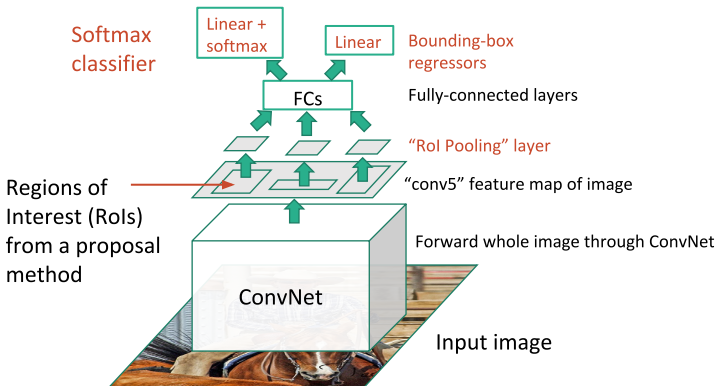 Softmax
classifier
Linear +
softmax
Linear
Bounding-box
regressors
FCs
Fully-connected layers
“RoI Pooling” layer
Regions of
Interest (RoIs)
from a proposal
method
“conv5” feature map of image
Forward whole image through ConvNet
ConvNet
Input image